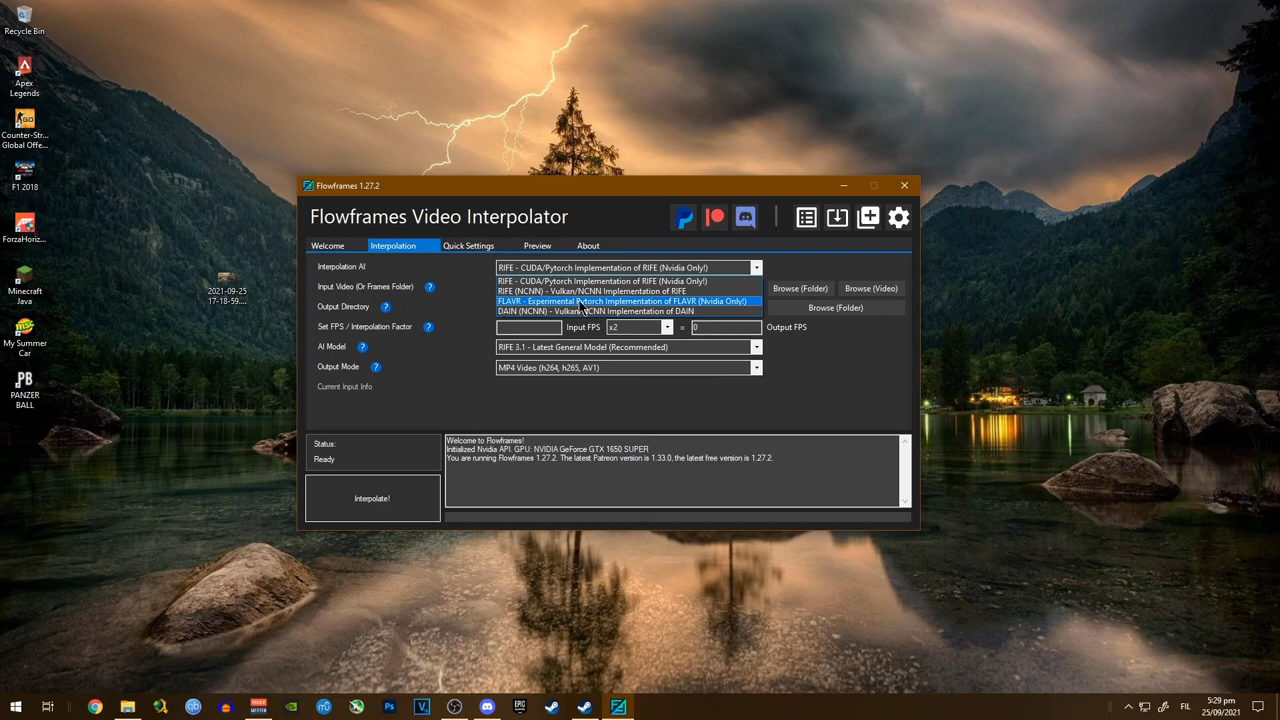 Recycle Bin
Apex
Legends
Counter-Str...
Global Offe...
F1 2018
ForzaHoriz...
Minecraft
Java
My Summer
Car
PANZER
BALL
2021-09-25
17-18-59....
Flowframes 1.27.2
Flowframes Video Interpolator
Welcome
Interpolation
Quick Settings
Preview
About
Interpolation AI:
RIFE - CUDA/Pytorch Implementation of RIFE (Nvidia Only!)
RIFE - CUDA/Pytorch Implementation of RIFE (Nvidia Only!)
RIFE (NCNN) - Vulkan/NCNN Implementation of RIFE
FLAVR - Experimental Pytorch Implementation of FLAVR (Nvidia Only!)
DAIN (NCNN) - Vulkan/NCNN Implementation of DAIN
Input Video (Or Frames Folder)
?
Browse (Folder)
Browse (Video)
Output Directory
?
Browse (Folder)
Set FPS / Interpolation Factor
?
Input FPS
x2
=
0
Output FPS
AI Model
?
RIFE 3.1 - Latest General Model (Recommended)
Output Mode
?
MP4 Video (h264, h265, AV1)
Current Input Info
Status:
Ready
Interpolate!
Welcome to Flowframes!
Initialized Nvidia API. GPU: NVIDIA GeForce GTX 1650 SUPER
You are running Flowframes 1.27.2. The latest Patreon version is 1.33.0, the latest free version is 1.27.2.
qb
VOICE
MEETER
Ps
V
EPIC
FIL
5:29 pm
25/09/2021